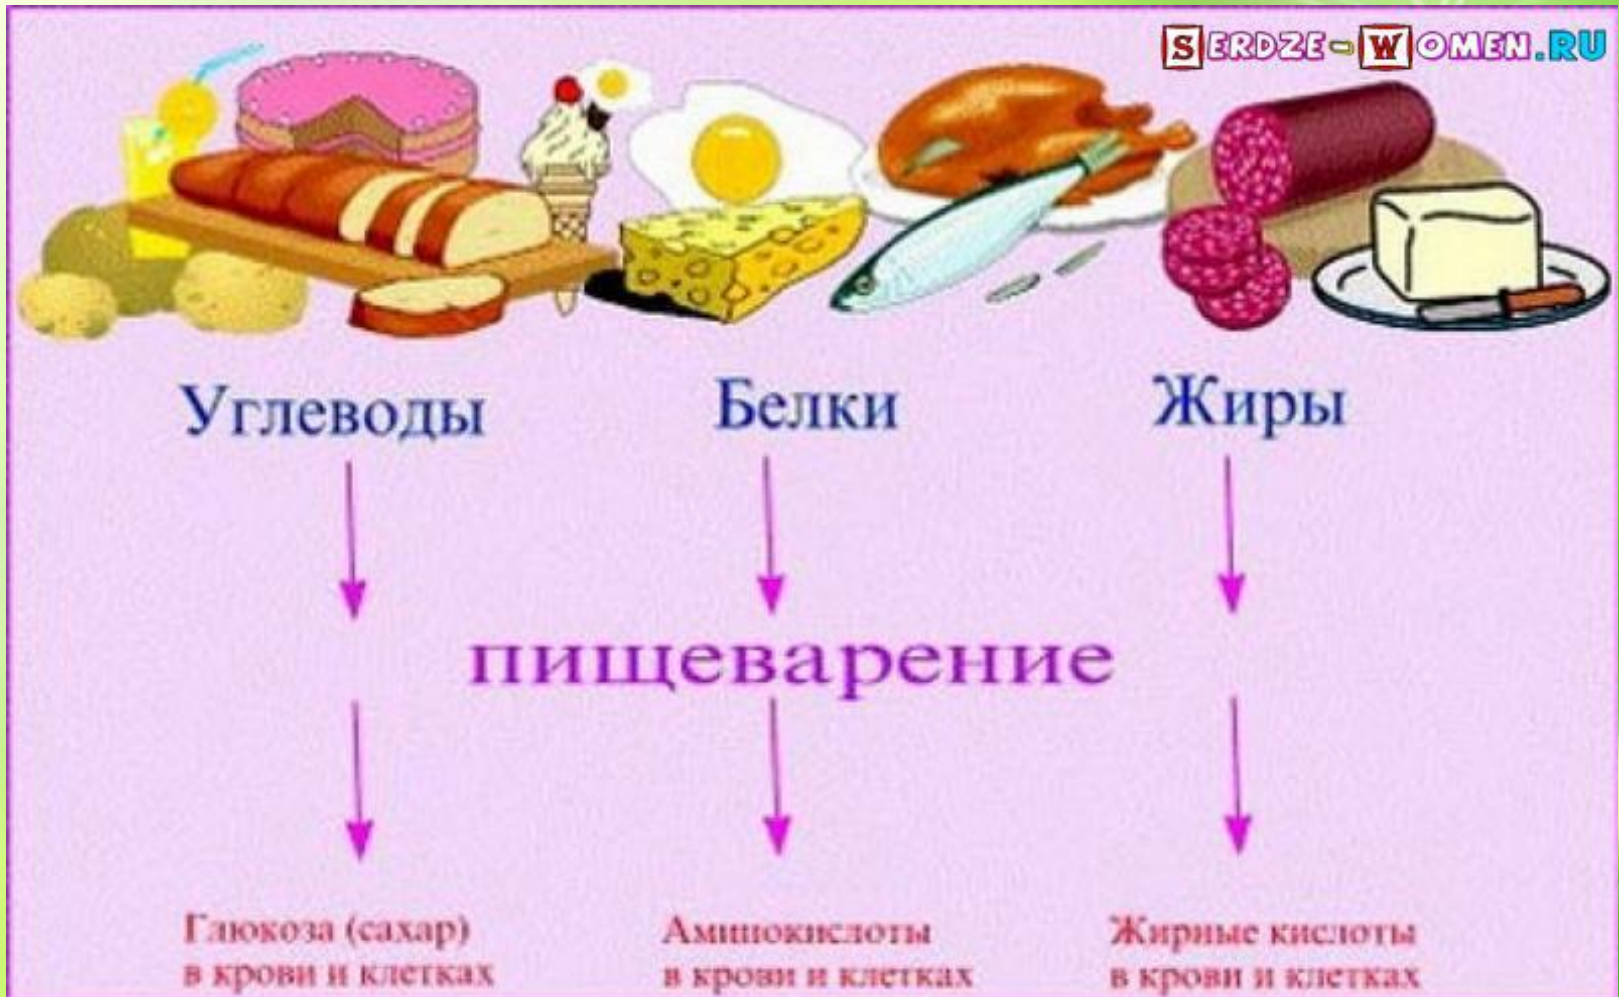 SERDZE-WOMEN.RU
Углеводы
Белки
Жиры
пищеварение
Глюкоза (сахар)
в крови и клетках
Аминокислоты
в крови и клетках
Жирные кислоты
в крови и клетках